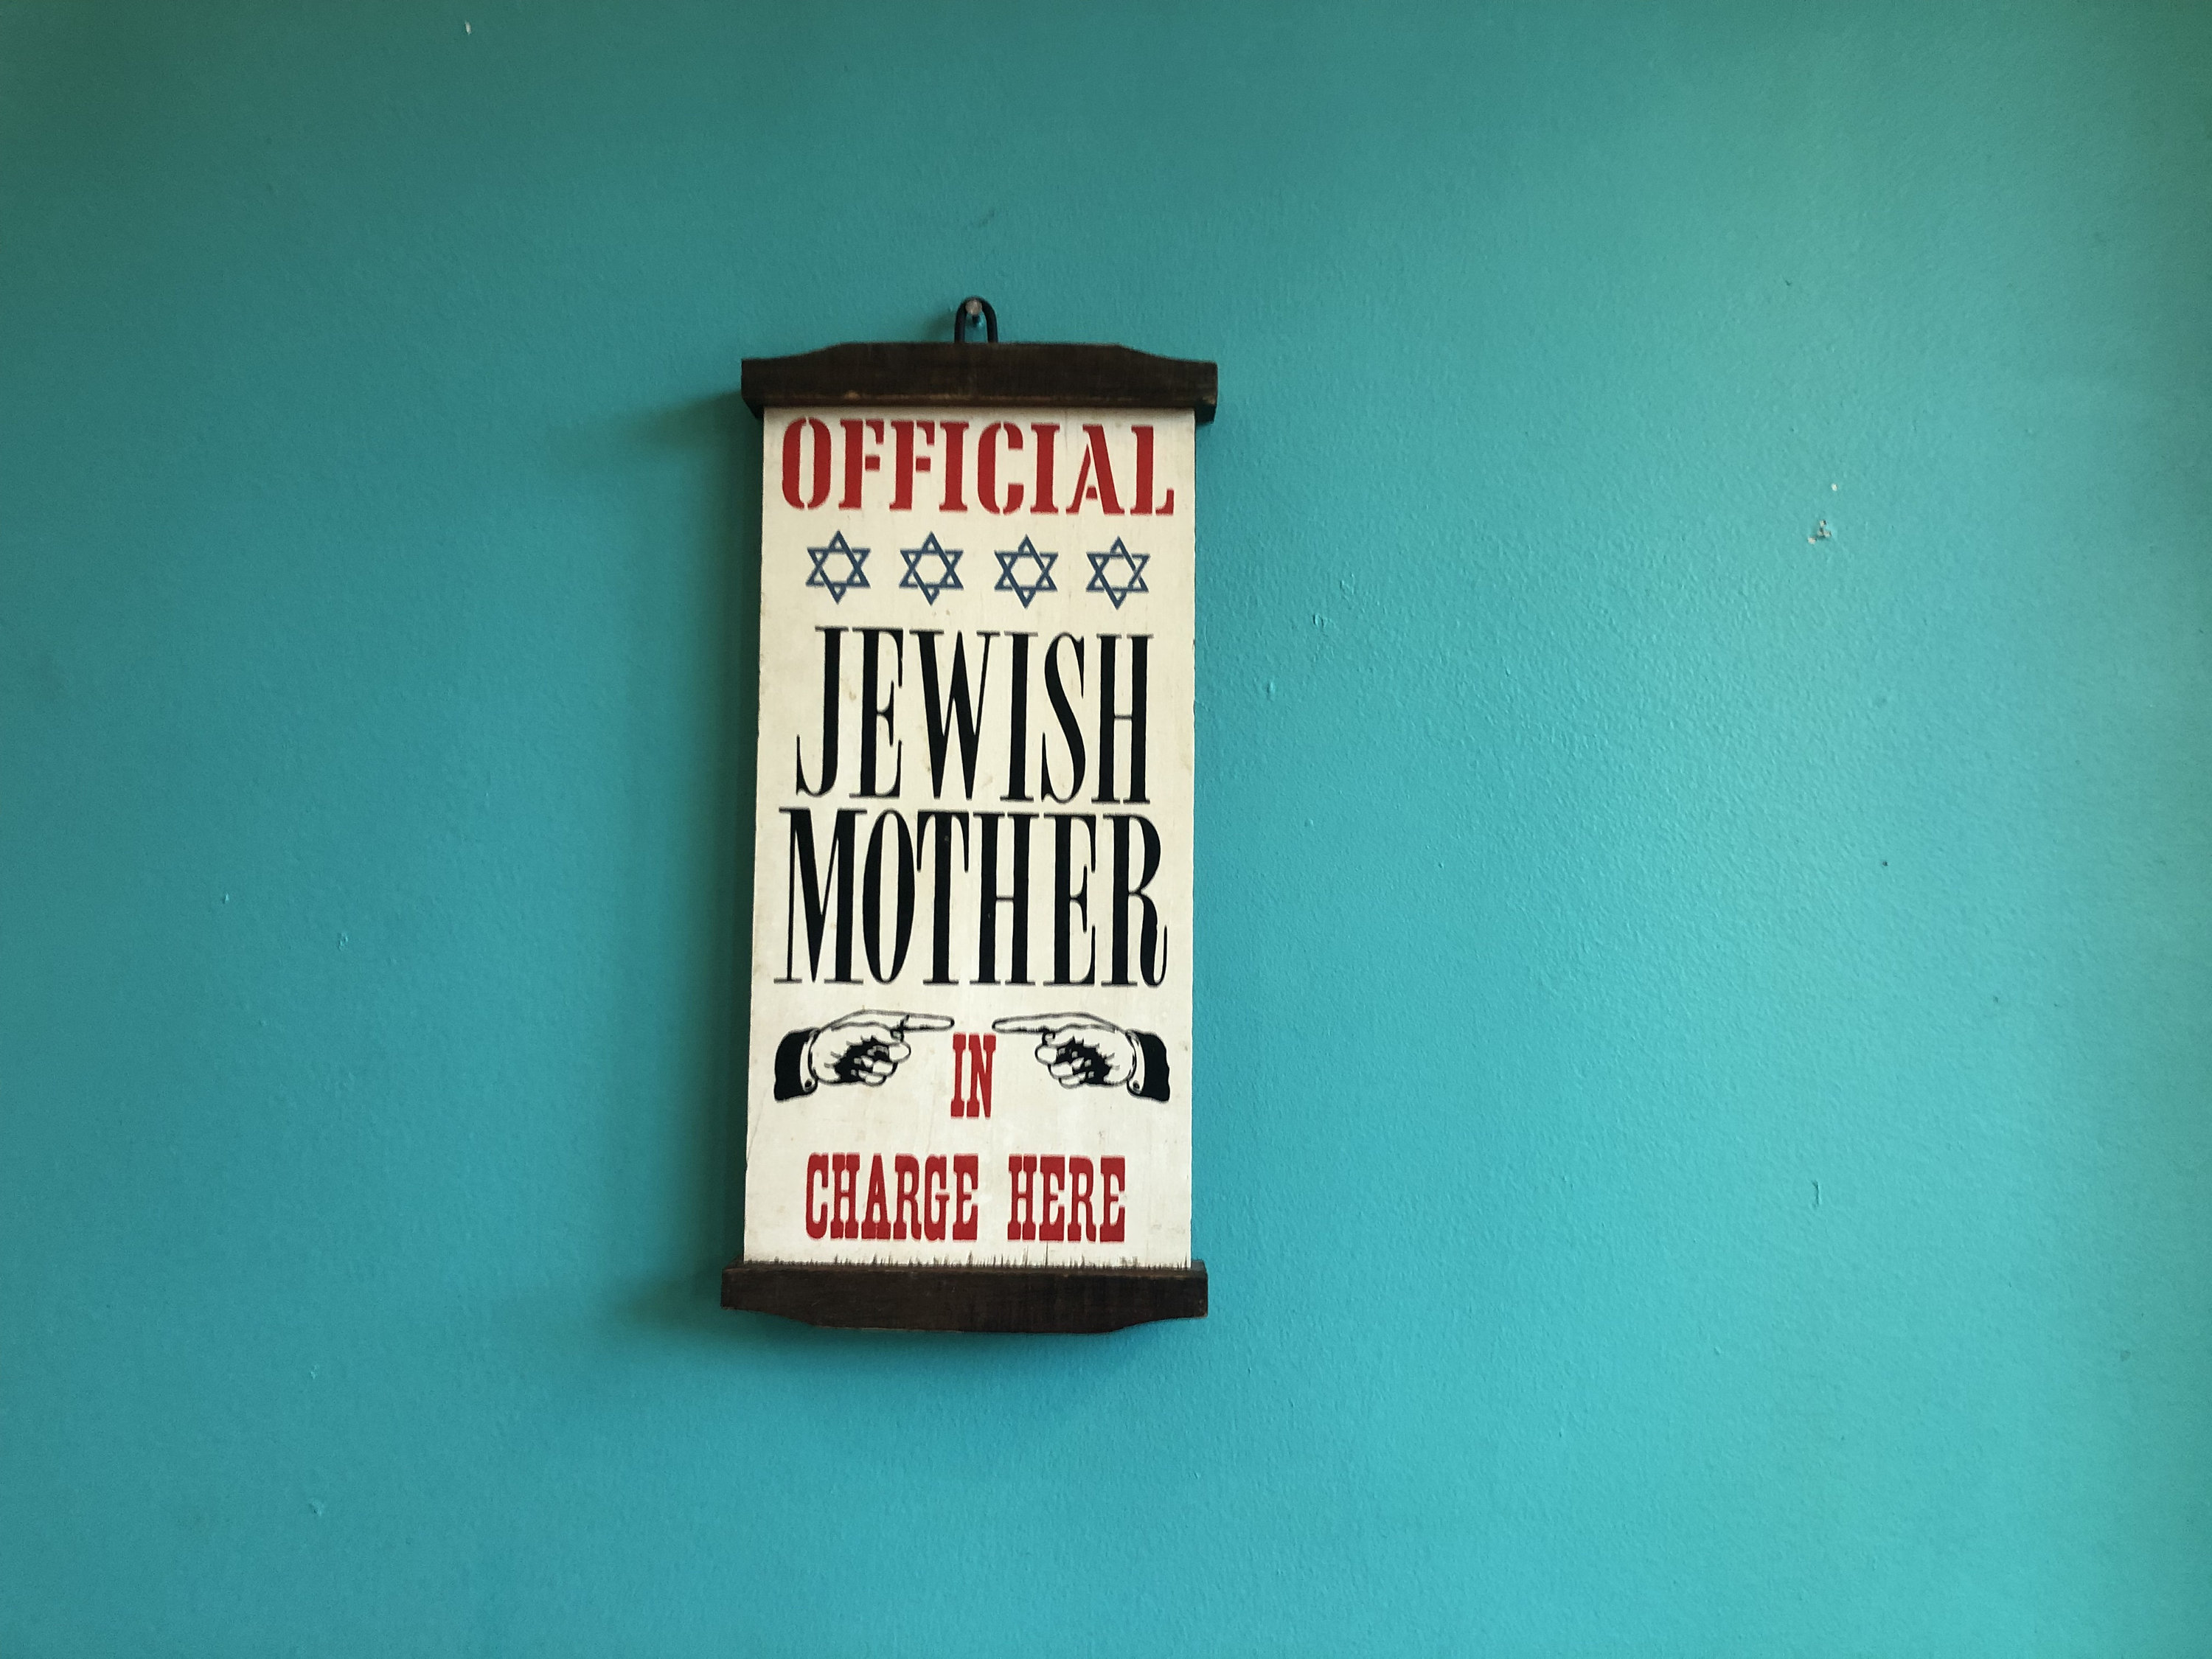 OFFICIAL
JEWISH
MOTHER
IN
CHARGE HERE